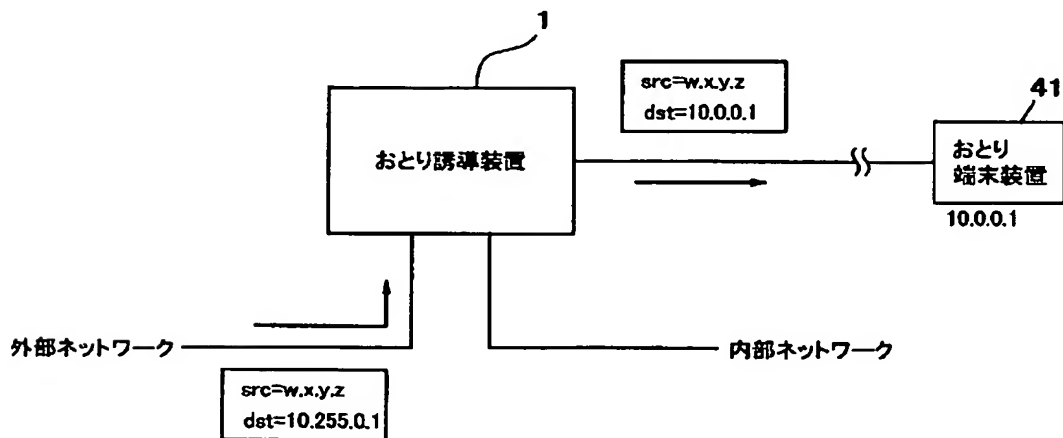 1
src=w.x.y.z
dst=10.0.0.1
41
おとり誘導装置
おとり
端末装置
10.0.0.1
外部ネットワーク
内部ネットワーク
src=w.x.y.z
dst=10.255.0.1